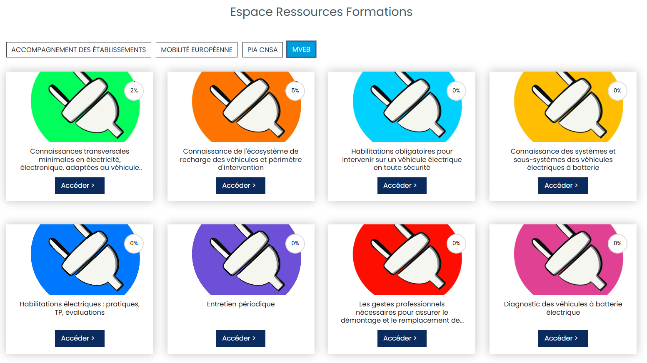 Espace Ressources Formations
ACCOMPAGNEMENT DES ÉTABLISSEMENTS
MOBILITÉ EUROPÉENNE
PIA CNSA
MVEB
2%
5%
0%
0%
Connaissances transversales
minimales en électricité,
électronique, adaptées au véhicule...
Connaissance de l'écosystème de
recharge des véhicules et périmètre
d'intervention
Habilitations obligatoires pour
intervenir sur un véhicule électrique
en toute sécurité
Connaissance des systèmes et
sous-systèmes des véhicules
électriques à batterie
Accéder >
Accéder >
Accéder >
Accéder >
0%
0%
0%
0%
Habilitations électriques : pratiques,
TP, évaluations
Entretien périodique
Les gestes professionnels
nécessaires pour assurer le
démontage et le remplacement de...
Diagnostic des véhicules à batterie
électrique
Accéder >
Accéder >
Accéder >
Accéder >